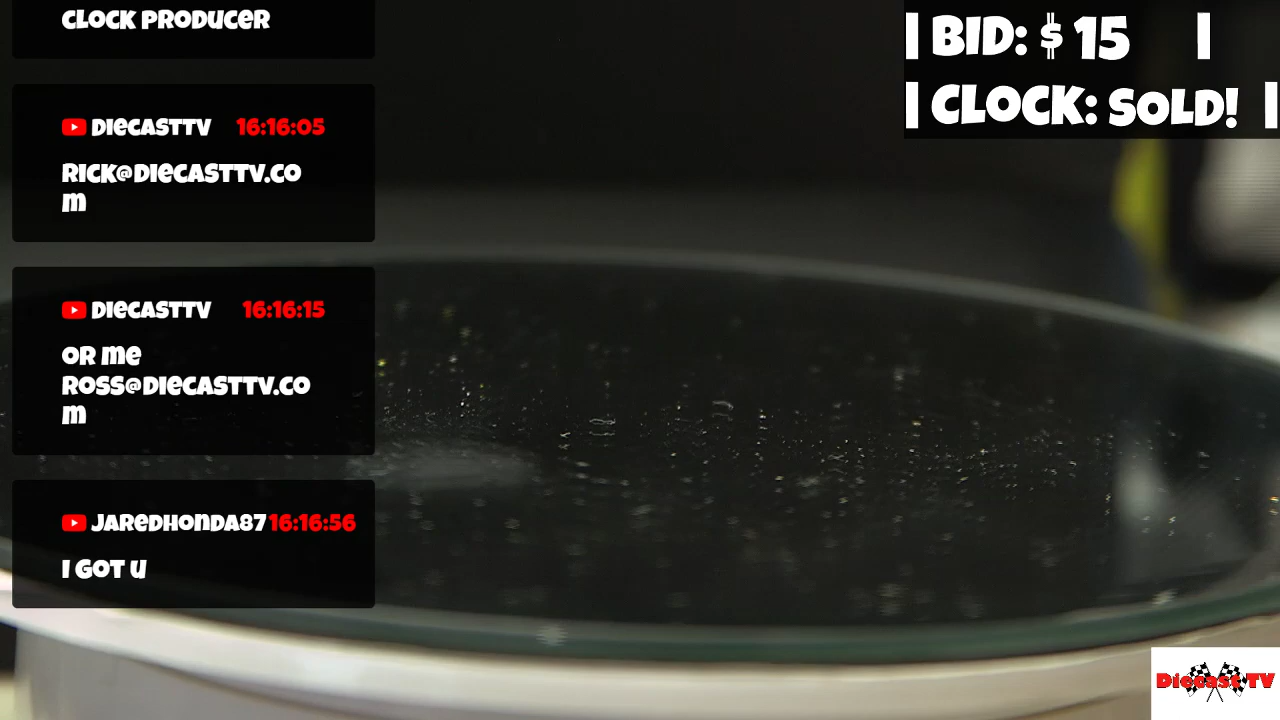 CLOCK PRODUCER
DIECASTTV 16:16:05
RICK@DIECASTTV.CO
M
DIECASTTV 16:16:15
OR ME
ROSS@DIECASTTV.CO
M
JAREDHONDA87 16:16:56
I GOT U
| BID: $ 15 |
| CLOCK: SOLD! |
Diecast TV